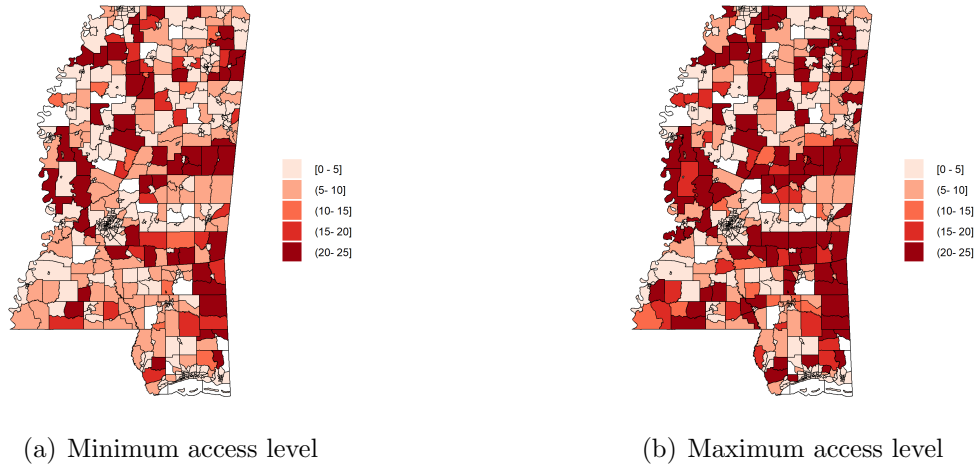 [0 - 5]
(5- 10]
(10- 15]
(15- 20]
(20- 25]
[0 - 5]
(5- 10]
(10- 15]
(15- 20]
(20- 25]
(a) Minimum access level
(b) Maximum access level